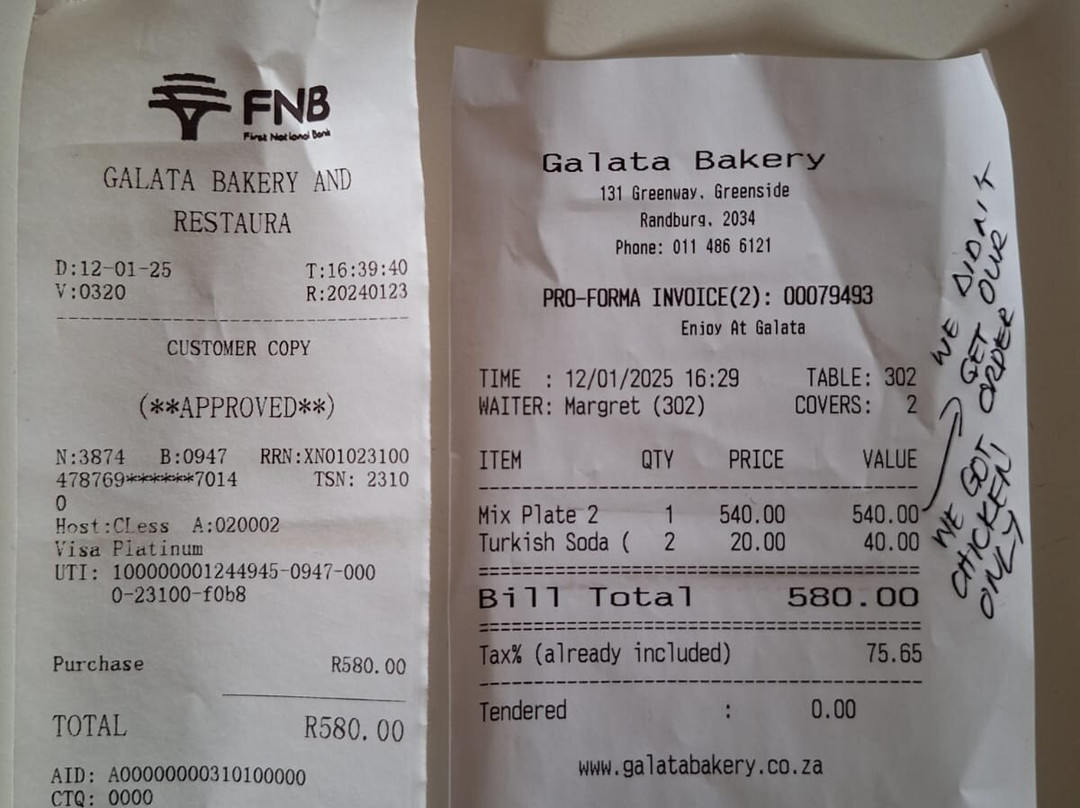 FNB
First National Bank
GALATA BAKERY AND
RESTAURA
D:12-01-25 T:16:39:40
V:0320 R:20240123
CUSTOMER COPY
(**APPROVED**)
N:3874 B:0947 RRN:XN01023100
478769******7014 TSN: 2310
0
Host:CLess A:020002
Visa Platinum
UTI: 100000001244945-0947-000
0-23100-f0b8
Purchase R580.00
TOTAL R580.00
AID: A00000000310100000
CTQ: 0000
Galata Bakery
131 Greenway, Greenside
Randburg, 2034
Phone: 011 486 6121
PRO-FORMA INVOICE(2): 00079493
Enjoy At Galata
TIME : 12/01/2025 16:29 TABLE: 302
WAITER: Margret (302) COVERS: 2
ITEM QTY PRICE VALUE
Mix Plate 2 1 540.00 540.00
Turkish Soda ( 2 20.00 40.00
Bill Total 580.00
Tax% (already included) 75.65
Tendered : 0.00
www.galatabakery.co.za
WE DIDN'T
GET OUR
ORDER
WE GOT
CHICKEN
ONLY